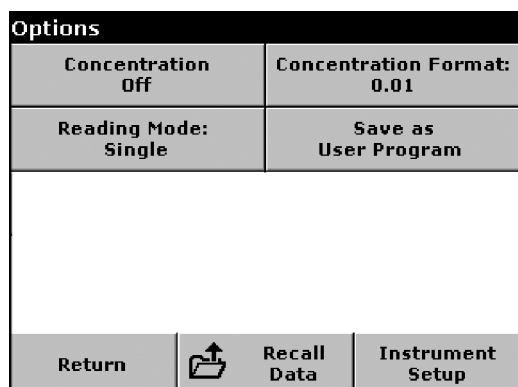 Options
Concentration
Off
Concentration Format:
0.01
Reading Mode:
Single
Save as
User Program
Return
Recall
Data
Instrument
Setup